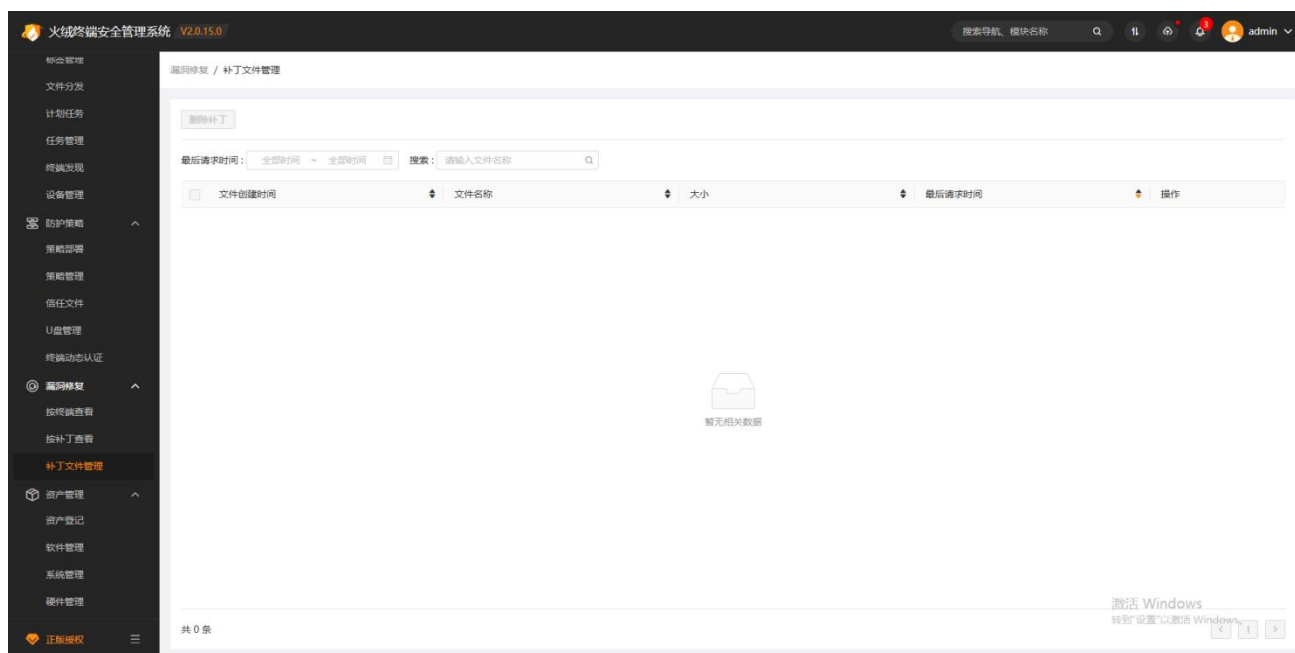 火绒终端安全管理系统 V2.0.15.0
搜索导航、模块名称
3
admin
标签管理
文件分发
计划任务
任务管理
终端发现
设备管理
防护策略
策略部署
策略管理
信任文件
U盘管理
终端动态认证
漏洞修复
按终端查看
按补丁查看
补丁文件管理
资产管理
资产登记
软件管理
系统管理
硬件管理
正版授权
漏洞修复 / 补丁文件管理
删除补丁
最后请求时间： 全部时间 ~ 全部时间 搜索： 请输入文件名称
文件创建时间 文件名称 大小 最后请求时间 操作
暂无相关数据
共 0 条
激活 Windows
转到"设置"以激活 Windows。
< 1 >